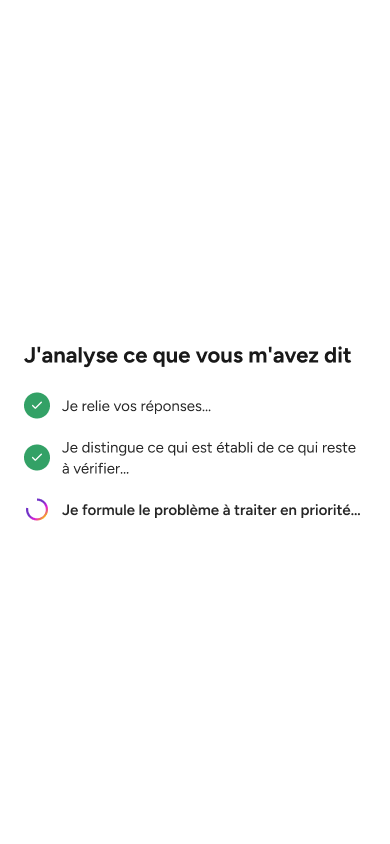 J'analyse ce que vous m'avez dit
Je relie vos réponses...
Je distingue ce qui est établi de ce qui reste
à vérifier...
Je formule le problème à traiter en priorité...